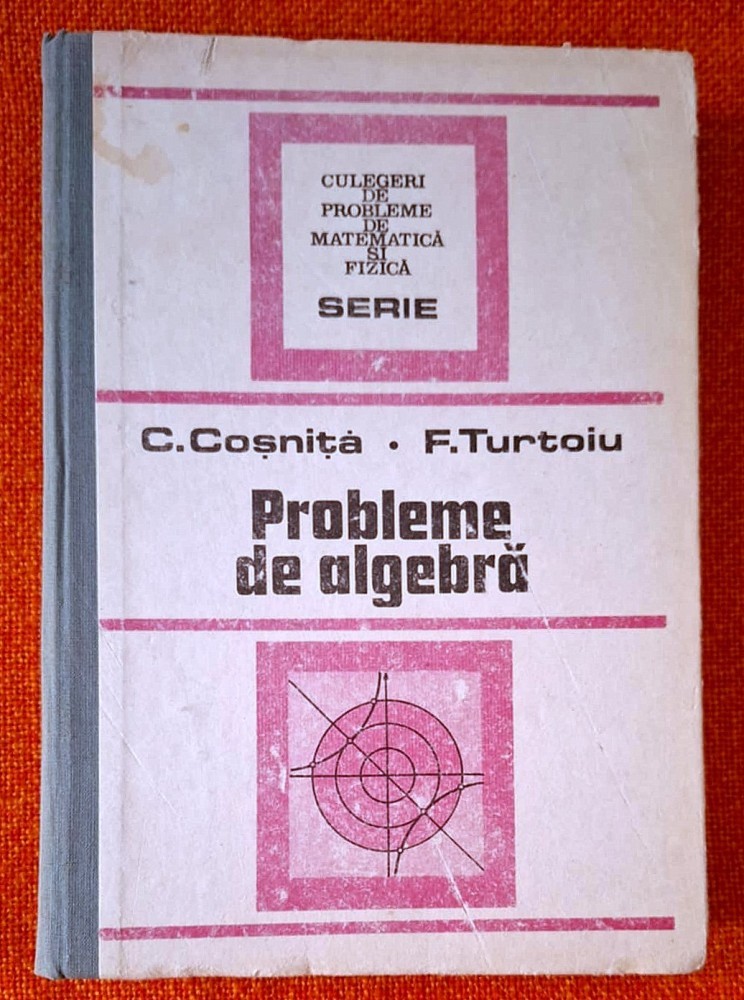 CULEGERI
DE
PROBLEME
DE
MATEMATICĂ
ȘI
FIZICĂ
SERIE
C.Coșniță • F.Turtoiu
Probleme
de algebră